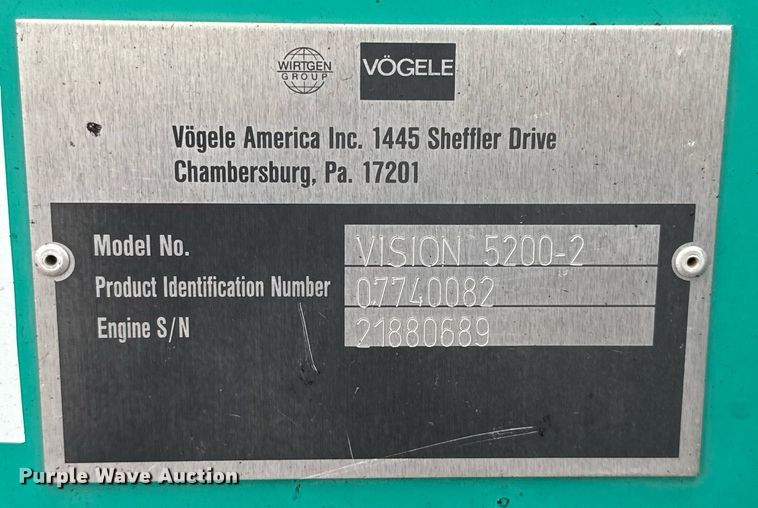 WIRTGEN
GROUP
VÖGELE
Vögele America Inc. 1445 Sheffler Drive
Chambersburg, Pa. 17201
Model No. VISION 5200-2
Product Identification Number 07740082
Engine S/N 21880689
Purple Wave Auction